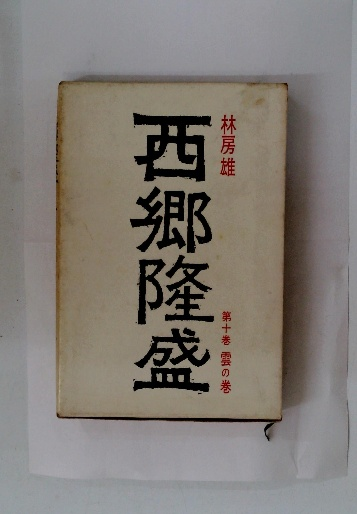 林房雄
第十巻 雲の巻
西郷隆盛